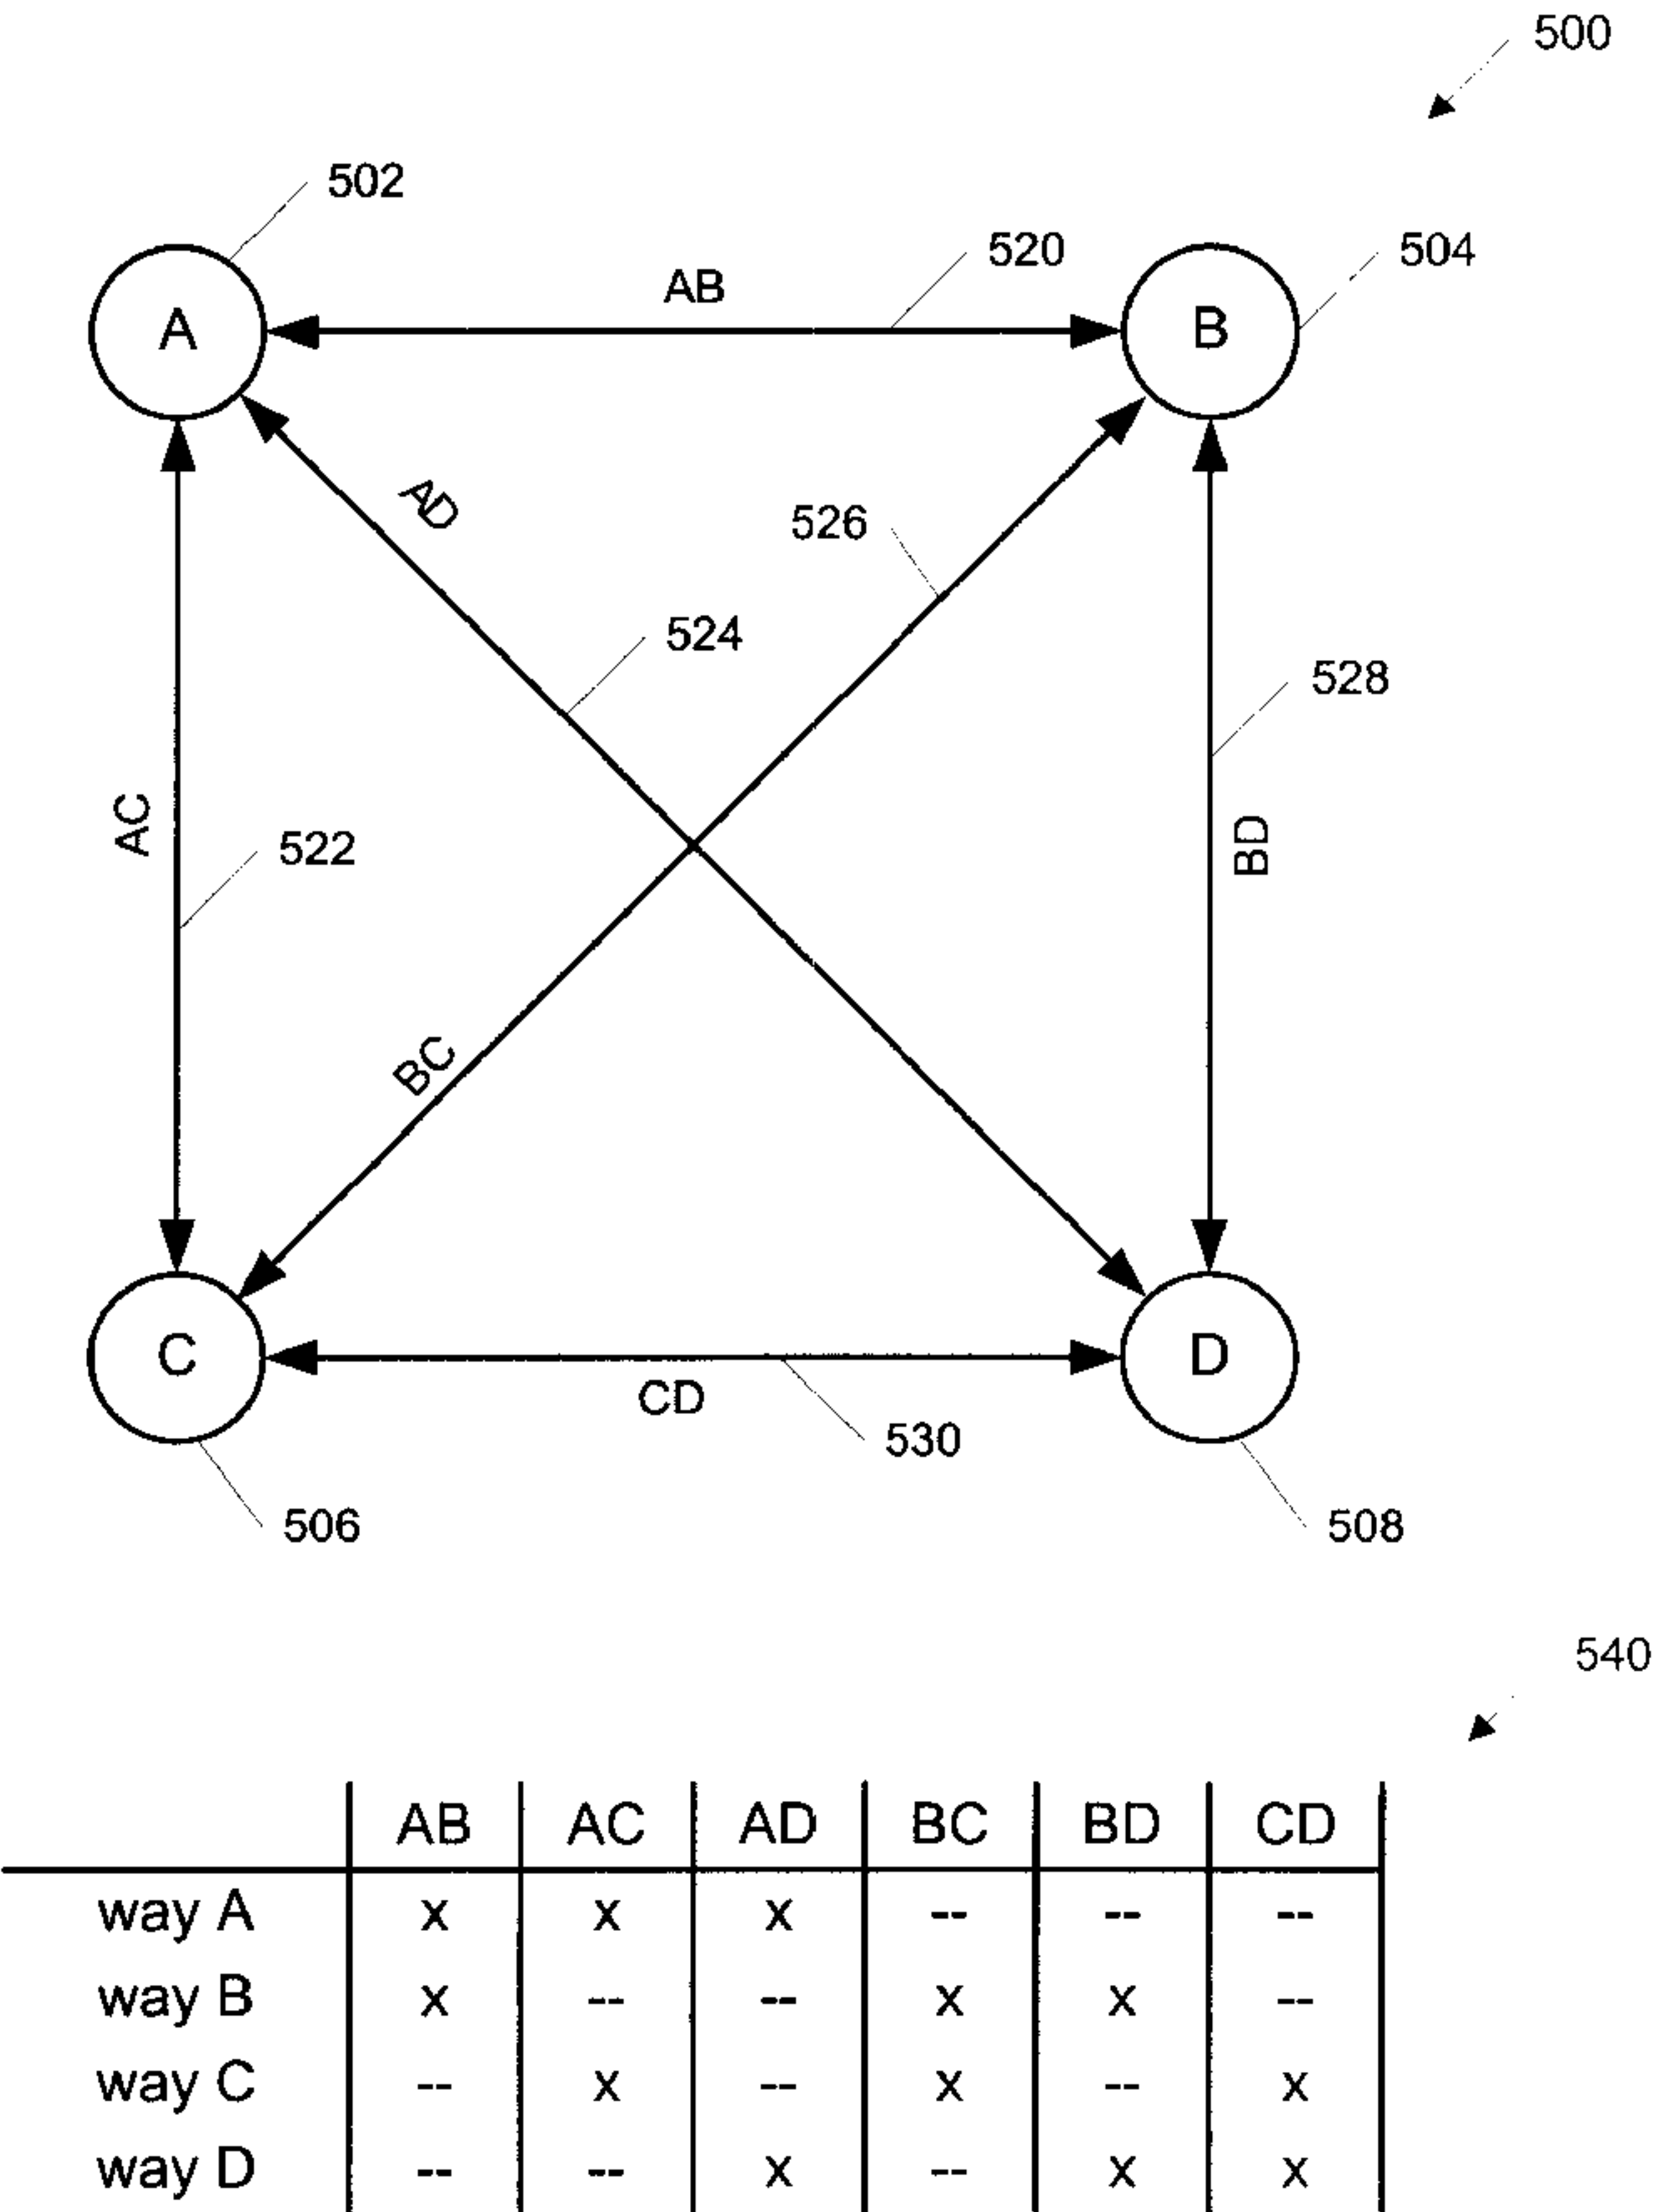 500
502
520
504
AB
A
B
AD
526
524
528
AC
522
BD
BC
C
D
CD
530
506
508
540
AB AC AD BC BD CD
way A x x x -- -- --
way B x -- -- x x --
way C -- x -- x -- x
way D -- -- x -- x x